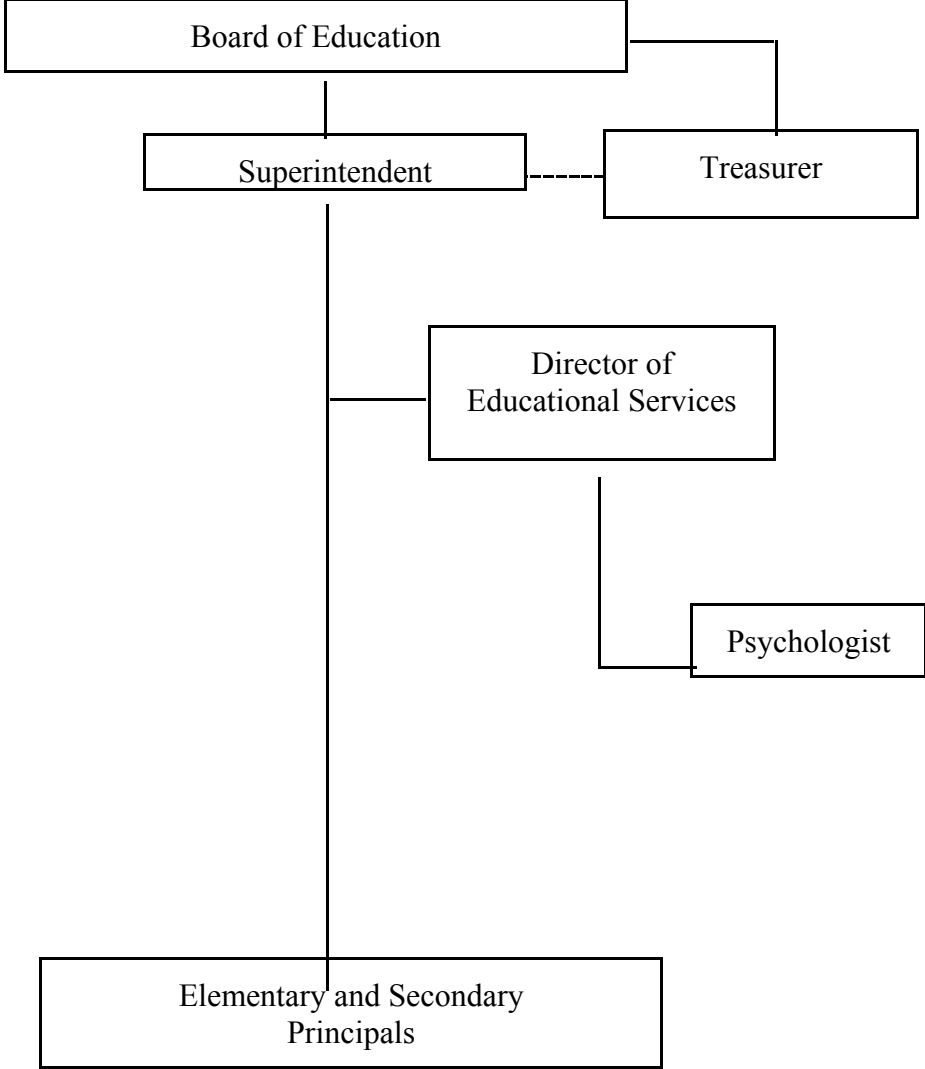 Board of Education
Superintendent
Treasurer
Director of
Educational Services
Psychologist
Elementary and Secondary
Principals